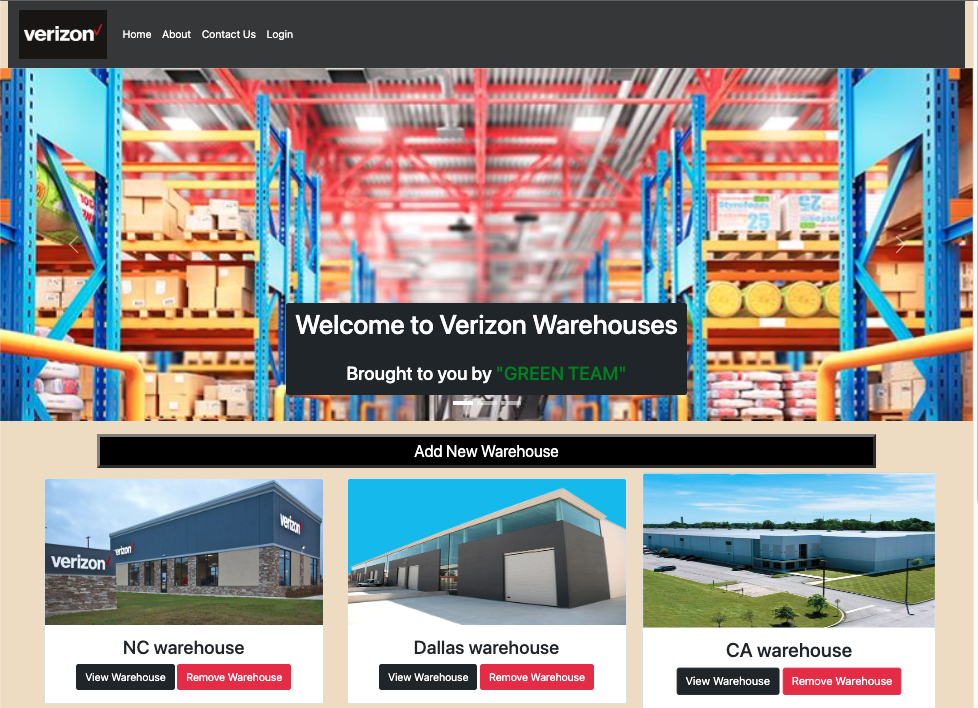 verizon
Home About Contact Us Login
25
25
Welcome to Verizon Warehouses
Brought to you by "GREEN TEAM"
Add New Warehouse
verizon
verizon
verizon
NC warehouse
Dallas warehouse
CA warehouse
View Warehouse Remove Warehouse
View Warehouse Remove Warehouse
View Warehouse Remove Warehouse